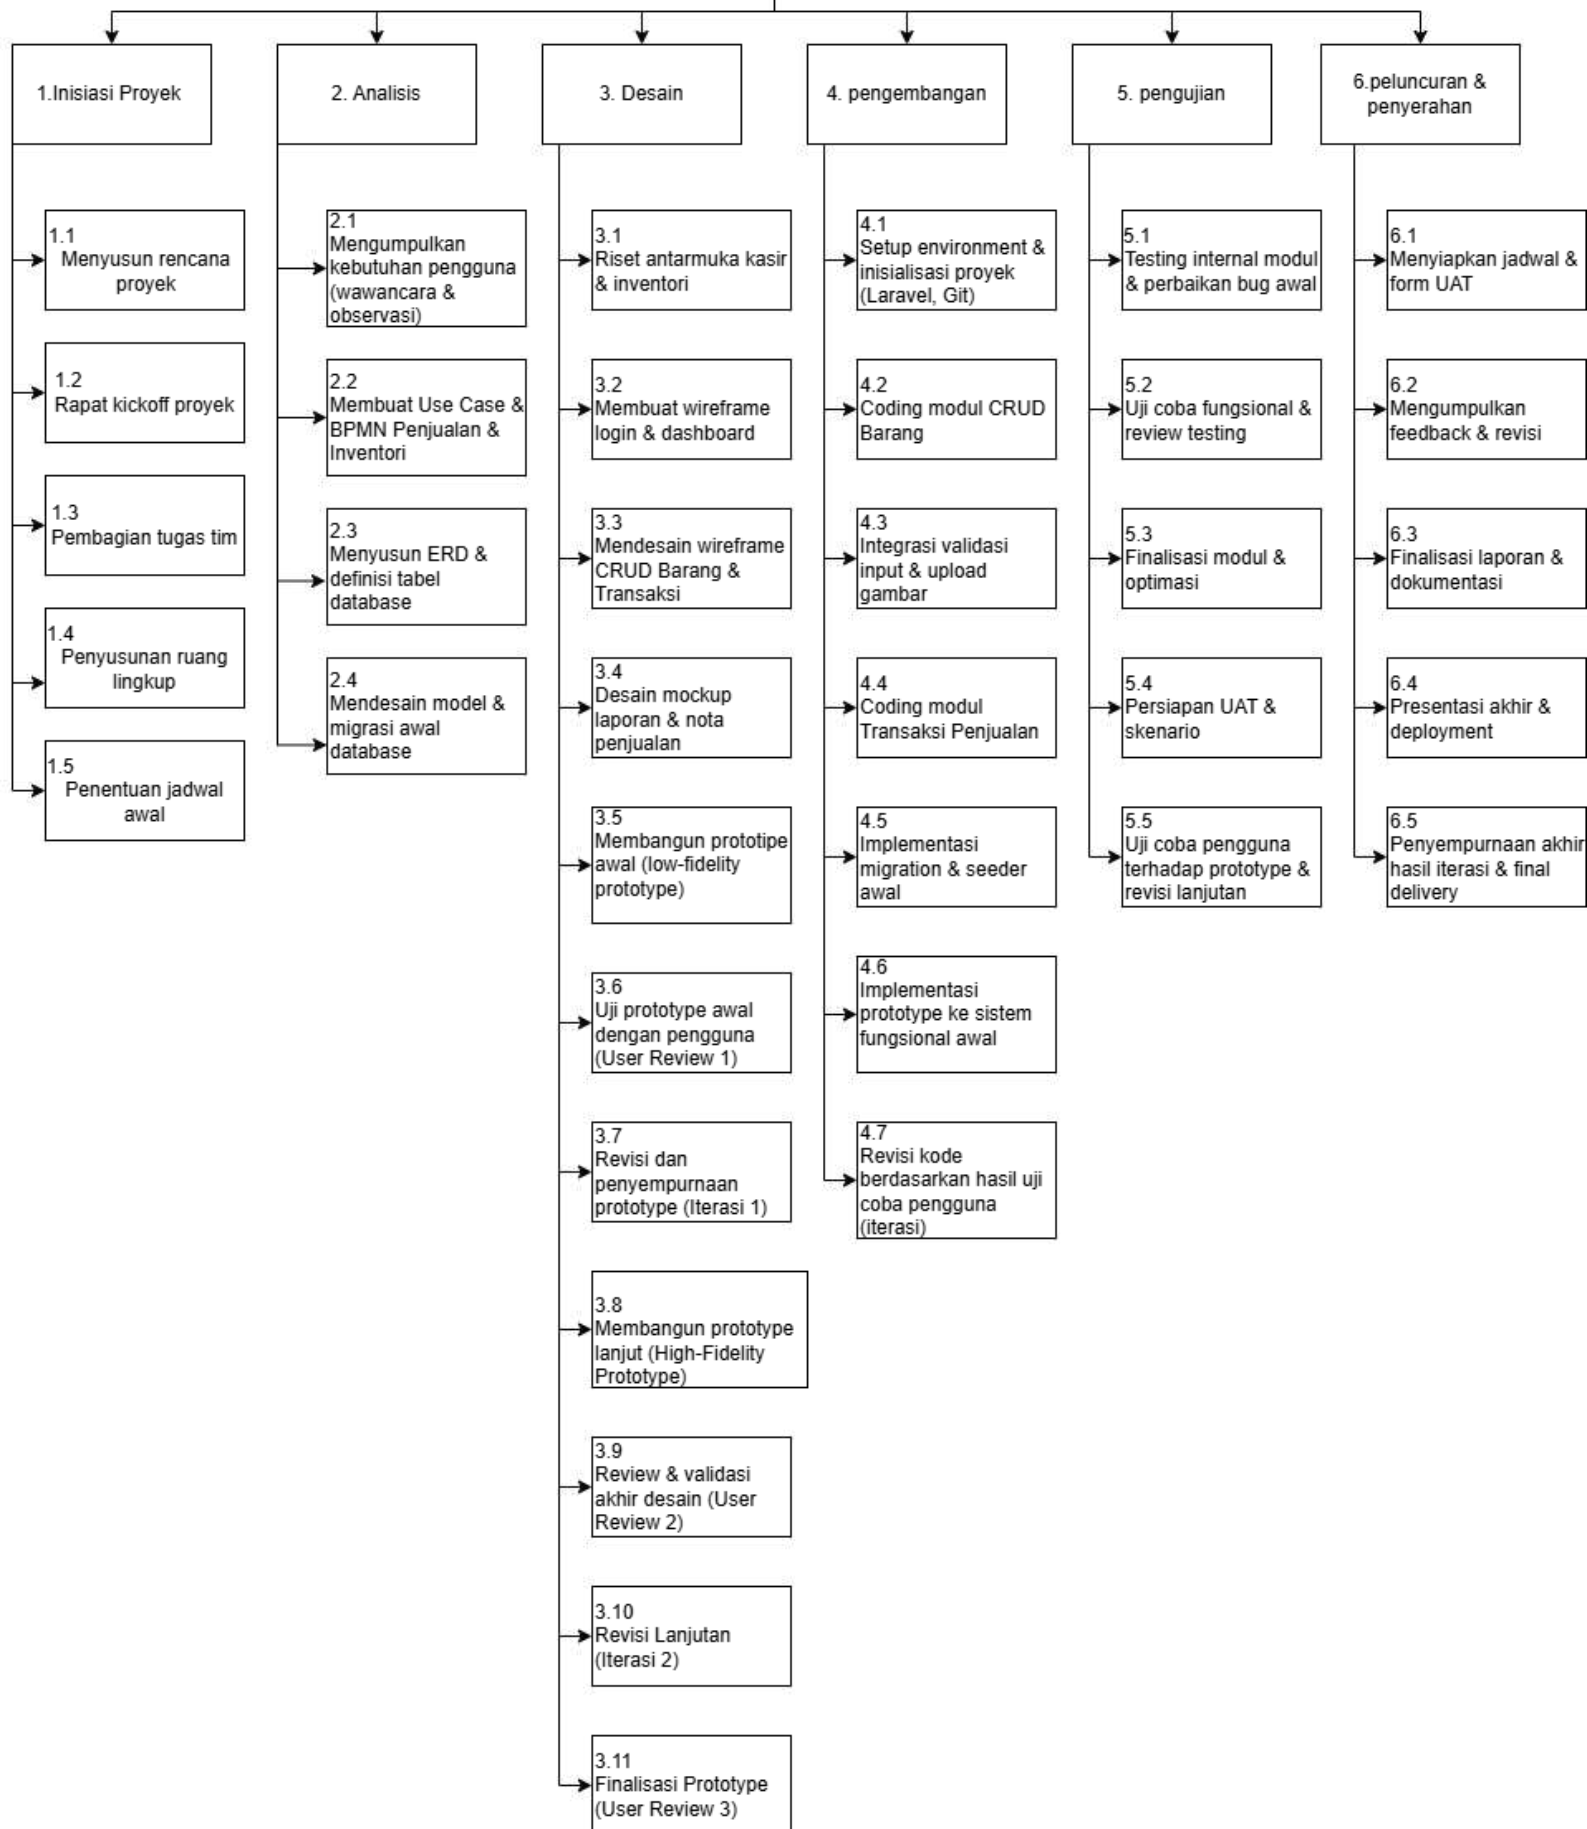 1.Inisiasi Proyek
1.1
Menyusun rencana
proyek
1.2
Rapat kickoff proyek
1.3
Pembagian tugas tim
1.4
Penyusunan ruang
lingkup
1.5
Penentuan jadwal
awal
2. Analisis
2.1
Mengumpulkan
kebutuhan pengguna
(wawancara &
observasi)
2.2
Membuat Use Case &
BPMN Penjualan &
Inventori
2.3
Menyusun ERD &
definisi tabel
database
2.4
Mendesain model &
migrasi awal
database
3. Desain
3.1
Riset antarmuka kasir
& inventori
3.2
Membuat wireframe
login & dashboard
3.3
Mendesain wireframe
CRUD Barang &
Transaksi
3.4
Desain mockup
laporan & nota
penjualan
3.5
Membangun prototipe
awal (low-fidelity
prototype)
3.6
Uji prototype awal
dengan pengguna
(User Review 1)
3.7
Revisi dan
penyempurnaan
prototype (Iterasi 1)
3.8
Membangun prototype
lanjut (High-Fidelity
Prototype)
3.9
Review & validasi
akhir desain (User
Review 2)
3.10
Revisi Lanjutan
(Iterasi 2)
3.11
Finalisasi Prototype
(User Review 3)
4. pengembangan
4.1
Setup environment &
inisialisasi proyek
(Laravel, Git)
4.2
Coding modul CRUD
Barang
4.3
Integrasi validasi
input & upload
gambar
4.4
Coding modul
Transaksi Penjualan
4.5
Implementasi
migration & seeder
awal
4.6
Implementasi
prototype ke sistem
fungsional awal
4.7
Revisi kode
berdasarkan hasil uji
coba pengguna
(iterasi)
5. pengujian
5.1
Testing internal modul
& perbaikan bug awal
5.2
Uji coba fungsional &
review testing
5.3
Finalisasi modul &
optimasi
5.4
Persiapan UAT &
skenario
5.5
Uji coba pengguna
terhadap prototype &
revisi lanjutan
6.peluncuran &
penyerahan
6.1
Menyiapkan jadwal &
form UAT
6.2
Mengumpulkan
feedback & revisi
6.3
Finalisasi laporan &
dokumentasi
6.4
Presentasi akhir &
deployment
6.5
Penyempurnaan akhir
hasil iterasi & final
delivery